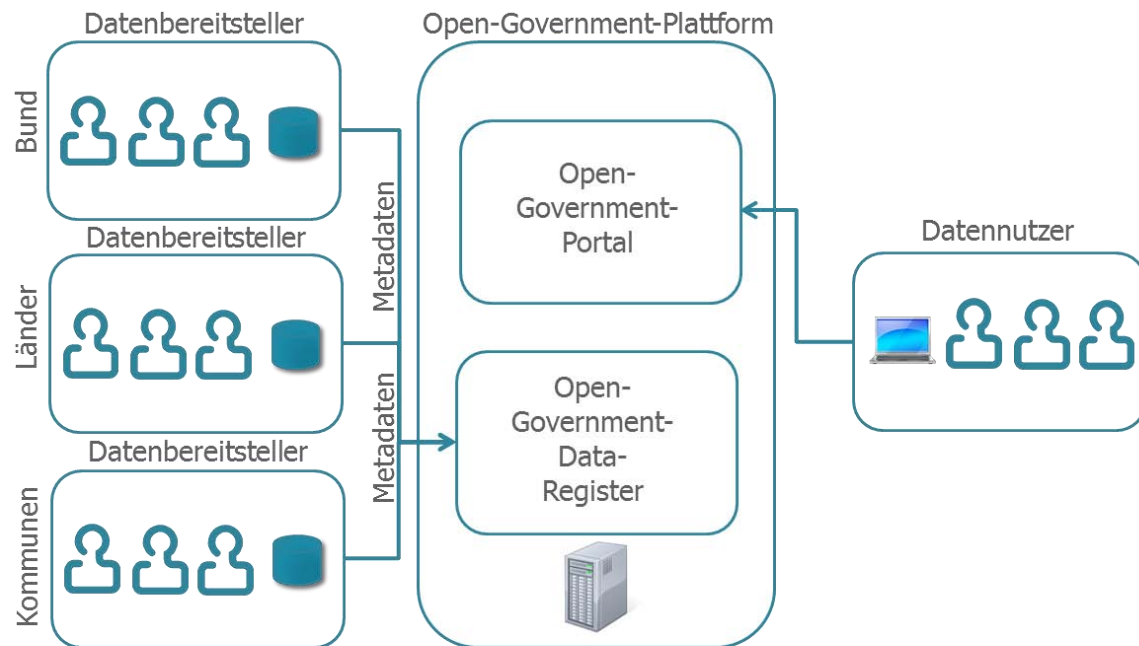 Datenbereitsteller
Bund
Datenbereitsteller
Länder
Datenbereitsteller
Kommunen
Metadaten
Metadaten
Open-Government-Plattform
Open-
Government-
Portal
Open-
Government-
Data-
Register
Datennutzer